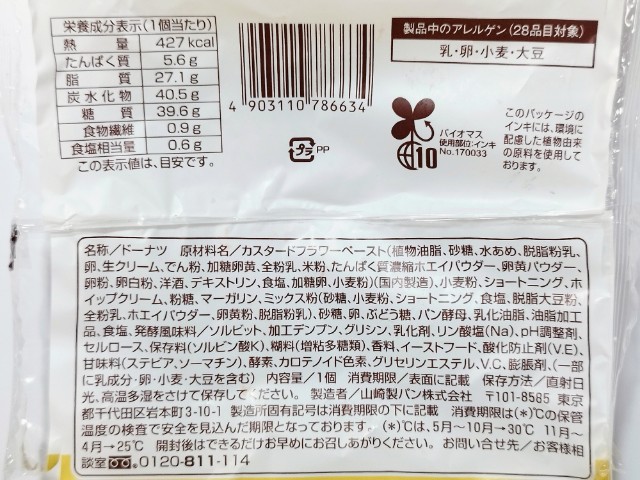 栄養成分表示(1個当たり)
熱量 427 kcal
たんぱく質 5.6 g
脂質 27.1 g
炭水化物 40.5 g
糖質 39.6 g
食物繊維 0.9 g
食塩相当量 0.6 g
この表示値は、目安です。
4 903110 786634
プラ PP
製品中のアレルゲン(28品目対象)
乳・卵・小麦・大豆
10
バイオマス
使用部位:インキ
No.170033
このパッケージの
インキには、環境に
配慮した植物由来
の原料を使用して
おります。
名称/ドーナツ 原材料名/カスタードフラワーペースト(植物油脂、砂糖、水あめ、脱脂粉乳、
卵、生クリーム、でん粉、加糖卵黄、全粉乳、米粉、たんぱく質濃縮ホエイパウダー、卵黄パウダー、
卵粉、卵白粉、洋酒、デキストリン、食塩、加糖卵、小麦粉)(国内製造)、小麦粉、ショートニング、ホ
イップクリーム、粉糖、マーガリン、ミックス粉(砂糖、小麦粉、ショートニング、食塩、脱脂大豆粉、
全粉乳、ホエイパウダー、卵黄粉、脱脂粉乳)、砂糖、卵、ぶどう糖、パン酵母、乳化油脂、油脂加工
品、食塩、発酵風味料/ソルビット、加工デンプン、グリシン、乳化剤、リン酸塩(Na)、pH調整剤、
セルロース、保存料(ソルビン酸K)、糊料(増粘多糖類)、香料、イーストフード、酸化防止剤(V.E)、
甘味料(ステビア、ソーマチン)、酵素、カロテノイド色素、グリセリンエステル、V.C、膨脹剤、(一部
に乳成分・卵・小麦・大豆を含む) 内容量/1個 消費期限/表面に記載 保存方法/直射日
光、高温多湿をさけて保存してください。 製造者/山崎製パン株式会社 〒101-8585 東京
都千代田区岩本町3-10-1 製造所固有記号は消費期限の下に記載 消費期限は(*)℃の保管
温度の検査で安全を見込んだ期限となっております。(*)℃は、5月〜10月→30℃ 11月〜
4月→25℃ 開封後はできるだけお早めにお召しあがりください。 お問い合せ先/お客様相
談室 0120-811-114